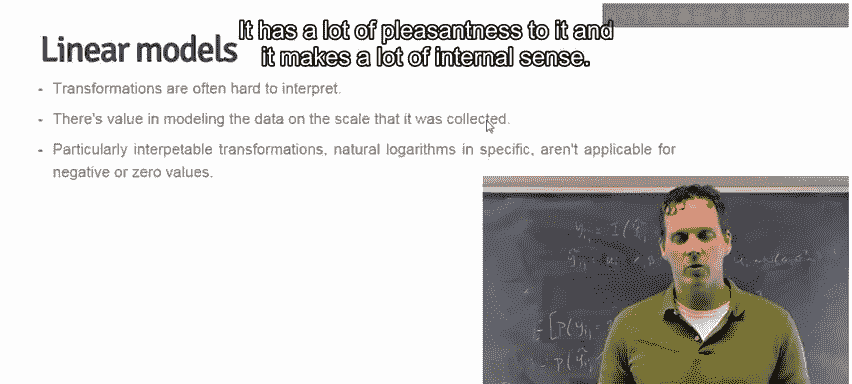 It has a lot of pleasantness to it and
it makes a lot of internal sense.
Linear models
- Transformations are often hard to interpret.
- There's value in modeling the data on the scale that it was collected.
- Particularly interpetable transformations, natural logarithms in specific, aren't applicable for
negative or zero values.